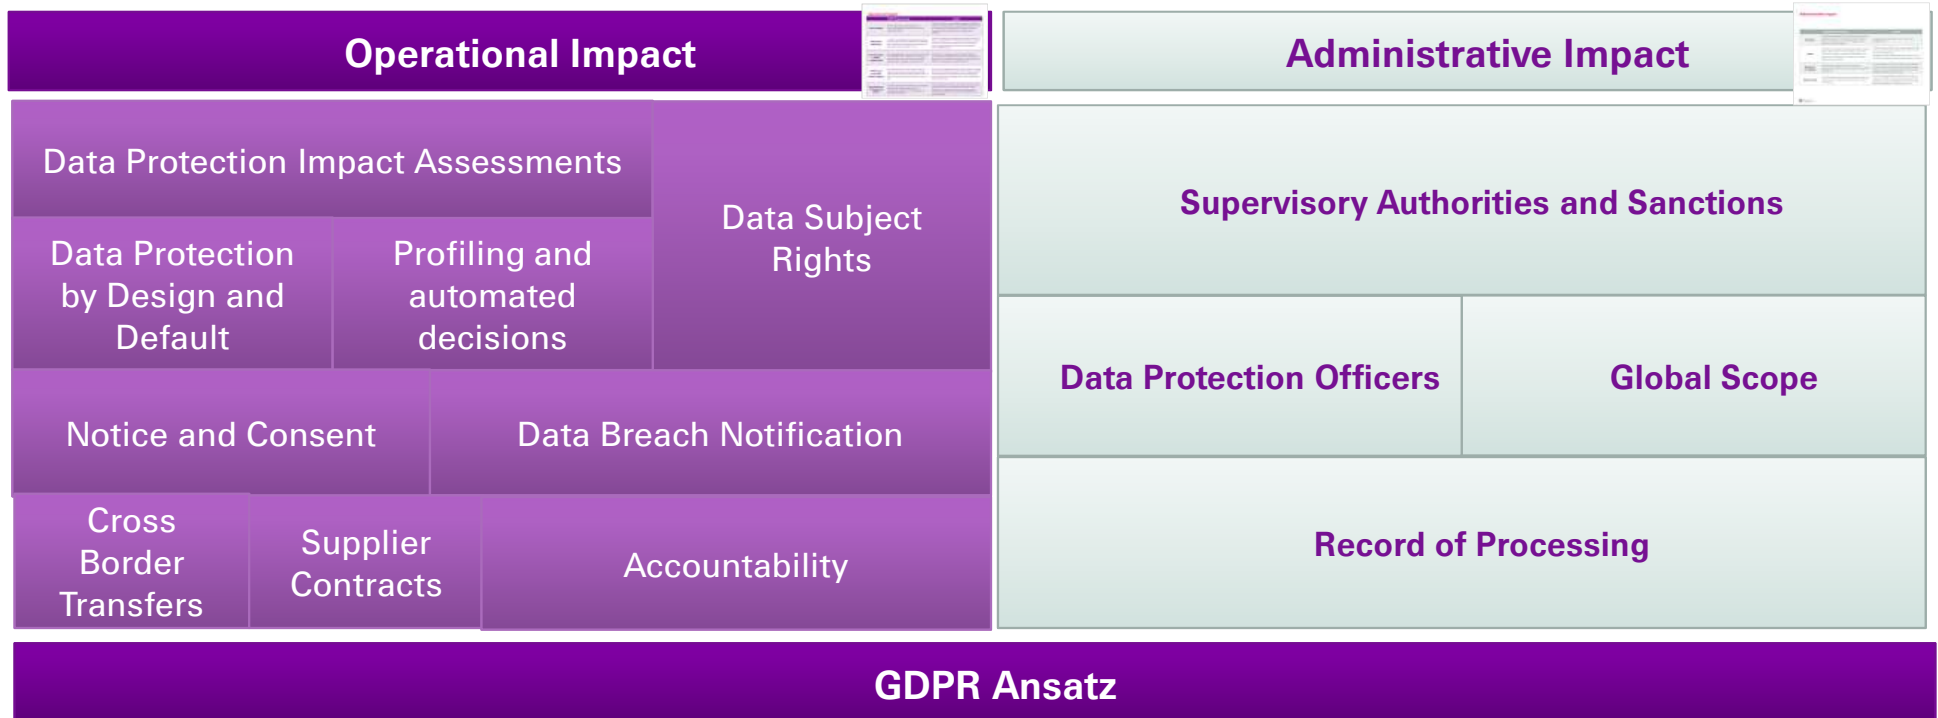 Operational Impact
Administrative Impact
Data Protection Impact Assessments
Data Subject
Rights
Data Protection
by Design and
Default
Profiling and
automated
decisions
Notice and Consent
Data Breach Notification
Cross
Border
Transfers
Supplier
Contracts
Accountability
Supervisory Authorities and Sanctions
Data Protection Officers
Global Scope
Record of Processing
GDPR Ansatz